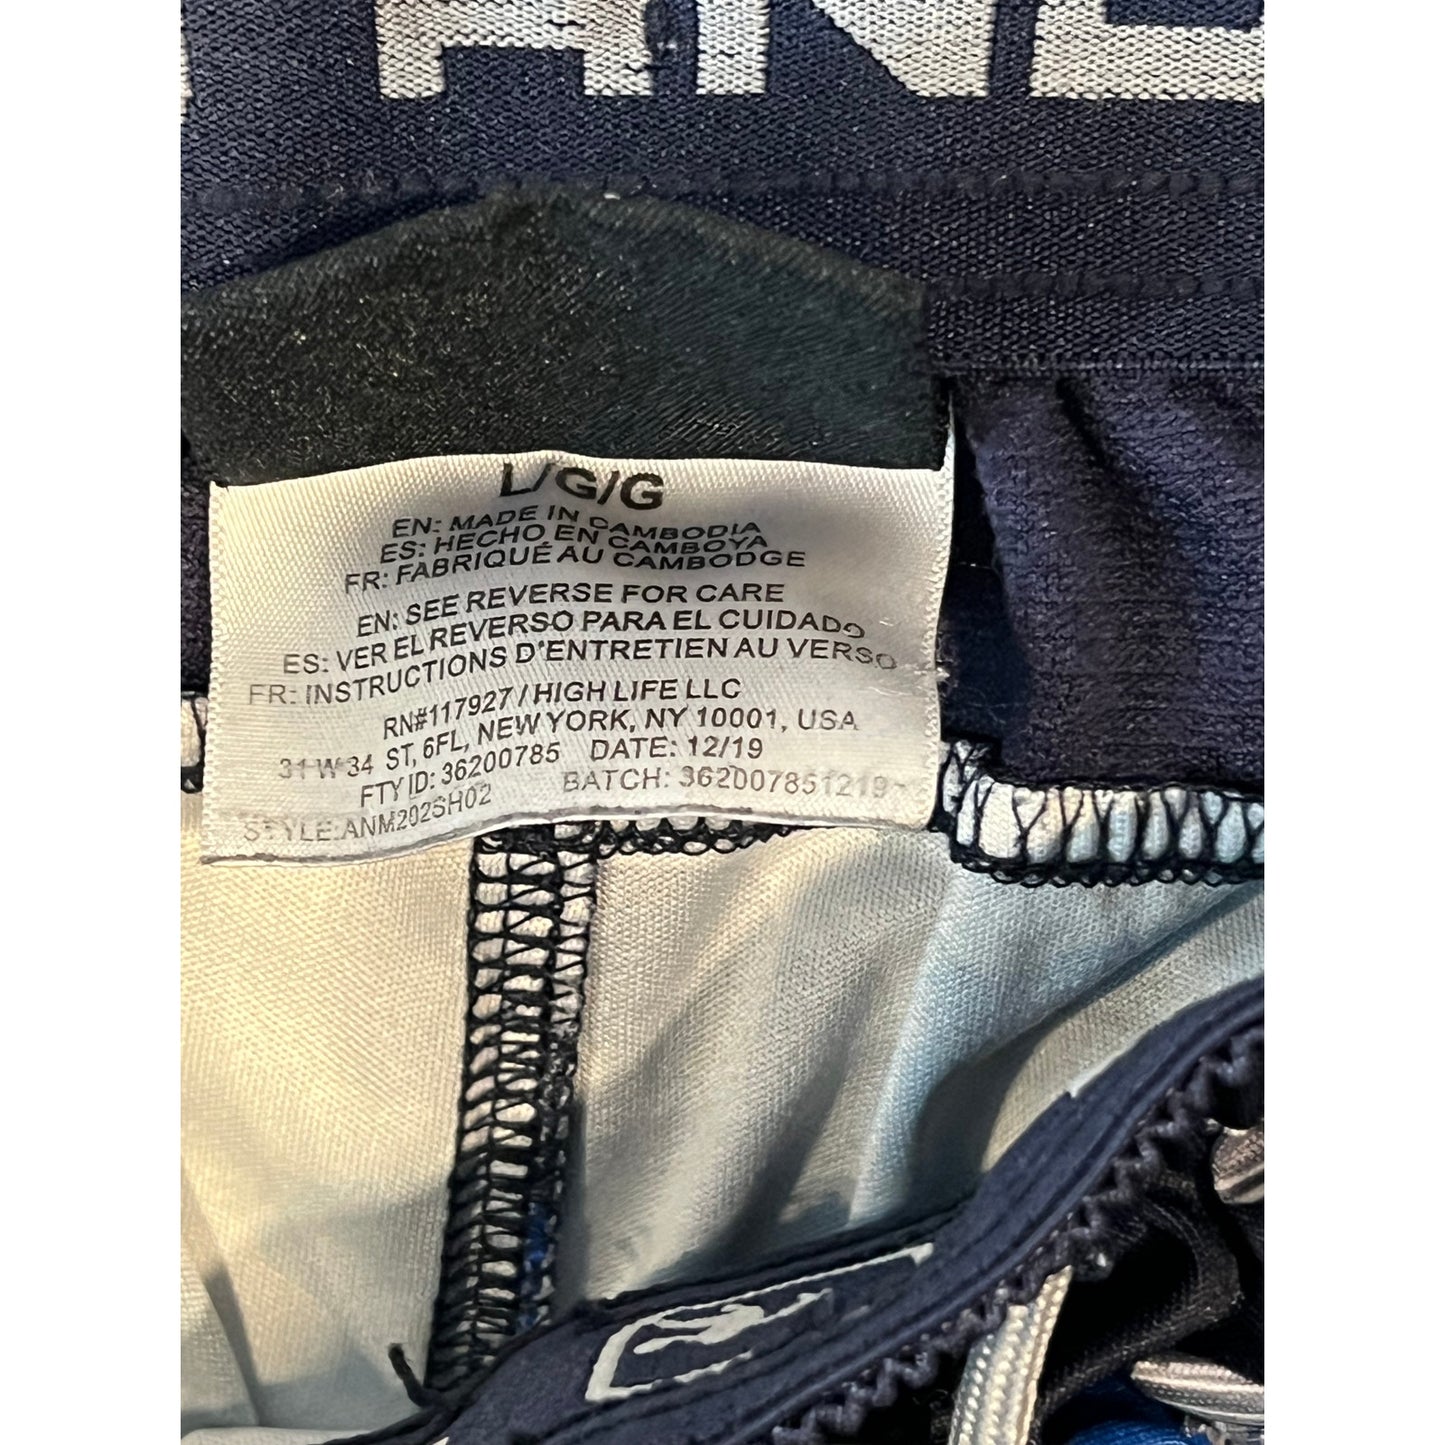 AND
L/G/G
EN: MADE IN CAMBODIA
ES: HECHO EN CAMBOYA
FR: FABRIQUÉ AU CAMBODGE
EN: SEE REVERSE FOR CARE
ES: VER EL REVERSO PARA EL CUIDADO
FR: INSTRUCTIONS D'ENTRETIEN AU VERSO
RN#117927 / HIGH LIFE LLC
31 W 34 ST, 6FL, NEW YORK, NY 10001, USA
FTY ID: 36200785 DATE: 12/19
STYLE:ANM202SH02 BATCH: 362007851219-2